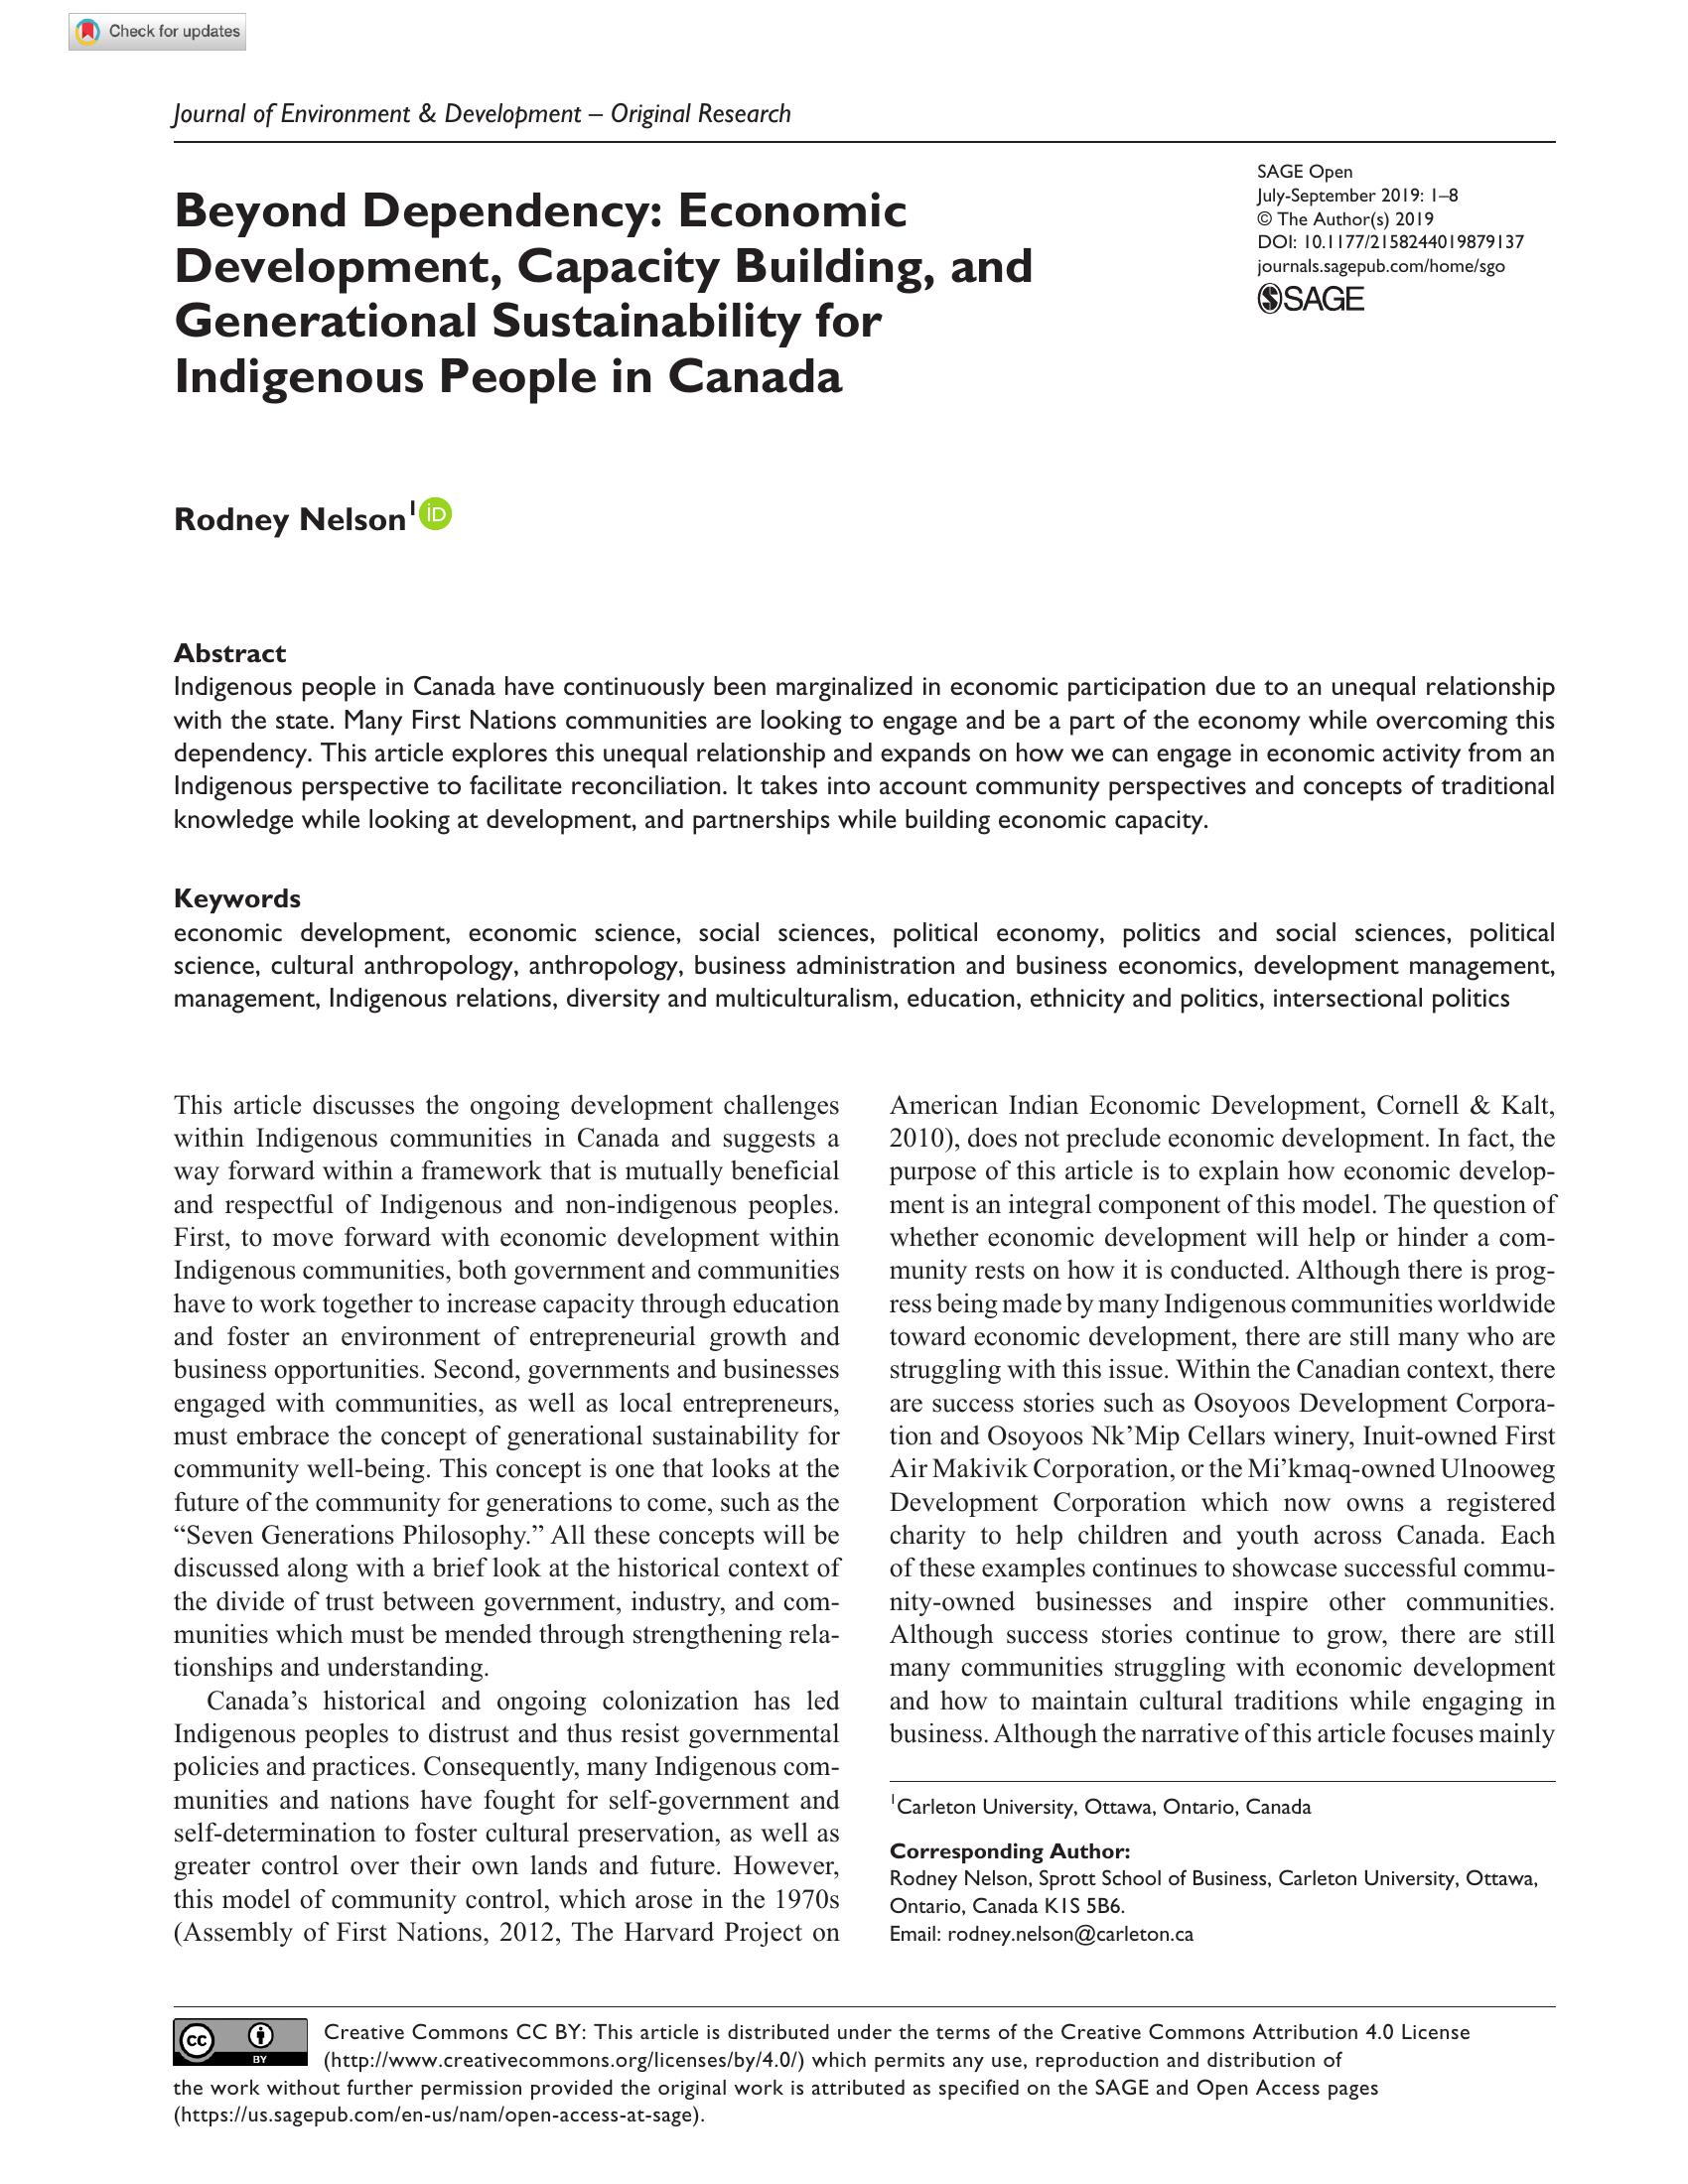 Check for updates
Journal of Environment & Development – Original Research
SAGE Open
July-September 2019: 1–8
© The Author(s) 2019
DOI: 10.1177/2158244019879137
journals.sagepub.com/home/sgo
SAGE
Beyond Dependency: Economic
Development, Capacity Building, and
Generational Sustainability for
Indigenous People in Canada
Rodney Nelson1 iD
Abstract
Indigenous people in Canada have continuously been marginalized in economic participation due to an unequal relationship
with the state. Many First Nations communities are looking to engage and be a part of the economy while overcoming this
dependency. This article explores this unequal relationship and expands on how we can engage in economic activity from an
Indigenous perspective to facilitate reconciliation. It takes into account community perspectives and concepts of traditional
knowledge while looking at development, and partnerships while building economic capacity.
Keywords
economic development, economic science, social sciences, political economy, politics and social sciences, political
science, cultural anthropology, anthropology, business administration and business economics, development management,
management, Indigenous relations, diversity and multiculturalism, education, ethnicity and politics, intersectional politics
This article discusses the ongoing development challenges
within Indigenous communities in Canada and suggests a
way forward within a framework that is mutually beneficial
and respectful of Indigenous and non-indigenous peoples.
First, to move forward with economic development within
Indigenous communities, both government and communities
have to work together to increase capacity through education
and foster an environment of entrepreneurial growth and
business opportunities. Second, governments and businesses
engaged with communities, as well as local entrepreneurs,
must embrace the concept of generational sustainability for
community well-being. This concept is one that looks at the
future of the community for generations to come, such as the
“Seven Generations Philosophy.” All these concepts will be
discussed along with a brief look at the historical context of
the divide of trust between government, industry, and com-
munities which must be mended through strengthening rela-
tionships and understanding.
Canada’s historical and ongoing colonization has led
Indigenous peoples to distrust and thus resist governmental
policies and practices. Consequently, many Indigenous com-
munities and nations have fought for self-government and
self-determination to foster cultural preservation, as well as
greater control over their own lands and future. However,
this model of community control, which arose in the 1970s
(Assembly of First Nations, 2012, The Harvard Project on
American Indian Economic Development, Cornell & Kalt,
2010), does not preclude economic development. In fact, the
purpose of this article is to explain how economic develop-
ment is an integral component of this model. The question of
whether economic development will help or hinder a com-
munity rests on how it is conducted. Although there is prog-
ress being made by many Indigenous communities worldwide
toward economic development, there are still many who are
struggling with this issue. Within the Canadian context, there
are success stories such as Osoyoos Development Corpora-
tion and Osoyoos Nk’Mip Cellars winery, Inuit-owned First
Air Makivik Corporation, or the Mi’kmaq-owned Ulnooweg
Development Corporation which now owns a registered
charity to help children and youth across Canada. Each
of these examples continues to showcase successful commu-
nity-owned businesses and inspire other communities.
Although success stories continue to grow, there are still
many communities struggling with economic development
and how to maintain cultural traditions while engaging in
business. Although the narrative of this article focuses mainly
1Carleton University, Ottawa, Ontario, Canada
Corresponding Author:
Rodney Nelson, Sprott School of Business, Carleton University, Ottawa,
Ontario, Canada K1S 5B6.
Email: rodney.nelson@carleton.ca
cc BY
Creative Commons CC BY: This article is distributed under the terms of the Creative Commons Attribution 4.0 License
(http://www.creativecommons.org/licenses/by/4.0/) which permits any use, reproduction and distribution of
the work without further permission provided the original work is attributed as specified on the SAGE and Open Access pages
(https://us.sagepub.com/en-us/nam/open-access-at-sage).